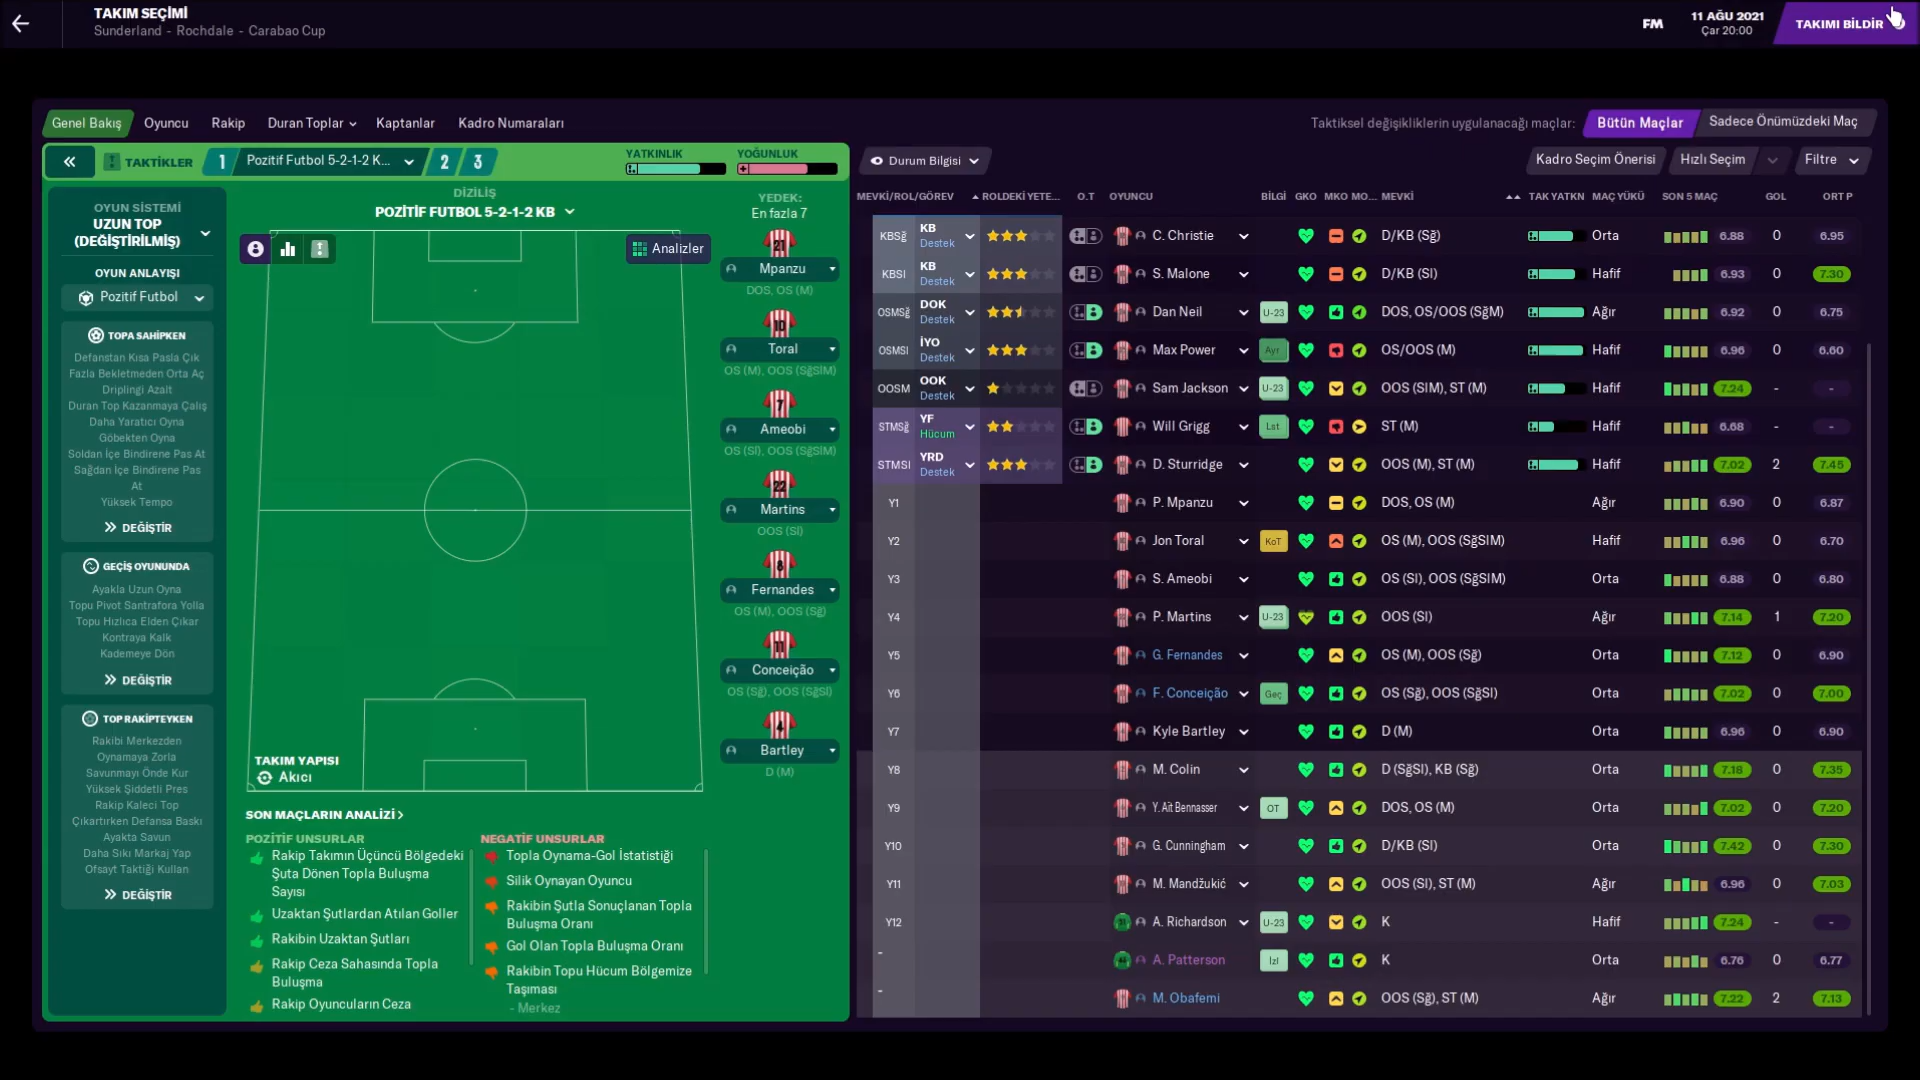 TAKIM SEÇİMİ
Sunderland - Rochdale - Carabao Cup
FM
11 AĞU 2021
Çar 20:00
TAKIMI BİLDİR
Genel Bakış
Oyuncu
Rakip
Duran Toplar
Kaptanlar
Kadro Numaraları
Taktiksel değişikliklerin uygulanacağı maçlar:
Bütün Maçlar
Sadece Önümüzdeki Maç
TAKTİKLER
1 Pozitif Futbol 5-2-1-2 K...
2
3
YATKINLIK
YOĞUNLUK
Durum Bilgisi
Kadro Seçim Önerisi
Hızlı Seçim
Filtre
OYUN SİSTEMİ
UZUN TOP
(DEĞİŞTİRİLMİŞ)
OYUN ANLAYIŞI
Pozitif Futbol
TOPA SAHİPKEN
Defanstan Kısa Pasla Çık
Fazla Bekletmeden Orta Aç
Driplingi Azalt
Duran Top Kazanmaya Çalış
Daha Yaratıcı Oyna
Göbekten Oyna
Soldan İçe Bindirene Pas At
Sağdan İçe Bindirene Pas
At
Yüksek Tempo
DEĞİŞTİR
GEÇİŞ OYUNUNDA
Ayakla Uzun Oyna
Topu Pivot Santrafora Yolla
Topu Hızlıca Elden Çıkar
Kontraya Kalk
Kademeye Dön
DEĞİŞTİR
TOP RAKİPTEYKEN
Rakibi Merkezden
Oynamaya Zorla
Savunmayı Önde Kur
Yüksek Şiddetli Pres
Rakip Kaleci Top
Çıkartırken Defansa Baskı
Ayakta Savun
Daha Sıkı Markaj Yap
Ofsayt Taktiği Kullan
DEĞİŞTİR
DİZİLİŞ
POZİTİF FUTBOL 5-2-1-2 KB
Analizler
TAKIM YAPISI
Akıcı
YEDEK:
En fazla 7
21
Mpanzu
DOS, OS (M)
10
Toral
OS (M), OOS (SğSlM)
7
Ameobi
OS (Sl), OOS (SğSlM)
22
Martins
OOS (Sl)
8
Fernandes
OS (M), OOS (Sğ)
11
Conceição
OS (Sğ), OOS (SğSl)
4
Bartley
D (M)
SON MAÇLARIN ANALİZİ >
POZİTİF UNSURLAR
Rakip Takımın Üçüncü Bölgedeki
Şuta Dönen Topla Buluşma
Sayısı
Uzaktan Şutlardan Atılan Goller
Rakibin Uzaktan Şutları
Rakip Ceza Sahasında Topla
Buluşma
Rakip Oyuncuların Ceza
NEGATİF UNSURLAR
Topla Oynama-Gol İstatistiği
Silik Oynayan Oyuncu
Rakibin Şutla Sonuçlanan Topla
Buluşma Oranı
Gol Olan Topla Buluşma Oranı
Rakibin Topu Hücum Bölgemize
Taşıması
- Merkez
MEVKİ/ROL/GÖREV ROLDEKİ YETE... O.T OYUNCU BİLGİ GKO MKO MO... MEVKİ TAK YATKN MAÇ YÜKÜ SON 5 MAÇ GOL ORT P
KBSğ KB Destek C. Christie D/KB (Sğ) Orta 6.88 0 6.95
KBSl KB Destek S. Malone D/KB (Sl) Hafif 6.93 0 7.30
OSMSğ DOK Destek Dan Neil U-23 DOS, OS/OOS (SğM) Ağır 6.92 0 6.75
OSMSl İYO Destek Max Power Ayr OS/OOS (M) Hafif 6.96 0 6.60
OOSM OOK Destek Sam Jackson U-23 OOS (SlM), ST (M) Hafif 7.24 - -
STMSğ YF Hücum Will Grigg Lst ST (M) Hafif 6.68 - -
STMSl YRD Destek D. Sturridge OOS (M), ST (M) Hafif 7.02 2 7.45
Y1 P. Mpanzu DOS, OS (M) Ağır 6.90 0 6.87
Y2 Jon Toral KoT OS (M), OOS (SğSlM) Hafif 6.96 0 6.70
Y3 S. Ameobi OS (Sl), OOS (SğSlM) Orta 6.88 0 6.80
Y4 P. Martins U-23 OOS (Sl) Ağır 7.14 1 7.20
Y5 G. Fernandes OS (M), OOS (Sğ) Orta 7.12 0 6.90
Y6 F. Conceição Geç OS (Sğ), OOS (SğSl) Orta 7.02 0 7.00
Y7 Kyle Bartley D (M) Orta 6.96 0 6.90
Y8 M. Colin D (SğSl), KB (Sğ) Orta 7.18 0 7.35
Y9 Y. Aït Bennasser OT DOS, OS (M) Orta 7.02 0 7.20
Y10 G. Cunningham D/KB (Sl) Orta 7.42 0 7.30
Y11 M. Mandžukić OOS (Sl), ST (M) Ağır 6.96 0 7.03
Y12 A. Richardson U-23 K Hafif 7.24 - -
- A. Patterson İzl K Orta 6.76 0 6.77
- M. Obafemi OOS (Sğ), ST (M) Ağır 7.22 2 7.13